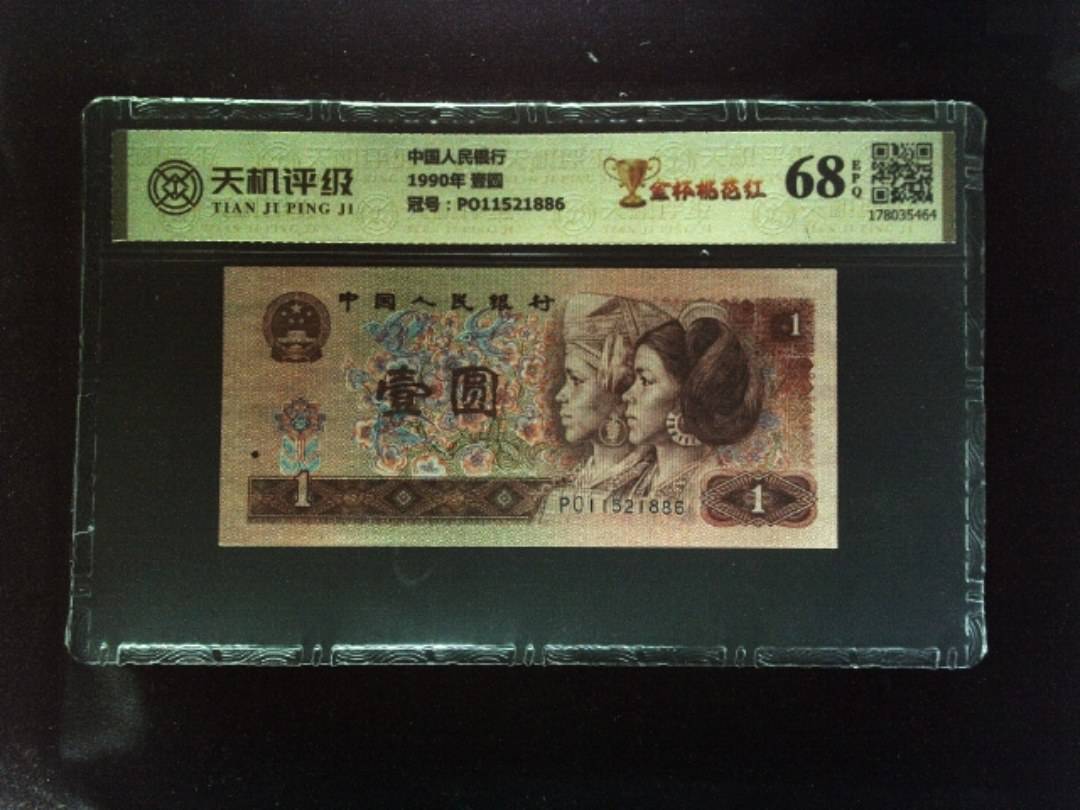 天机评级
TIAN JI PING JI
中国人民银行
1990年 壹圆
冠号：PO11521886
金杯桃花红
68
EPQ
178035464
中国人民银行
壹圆
1
1
PO11521886
1